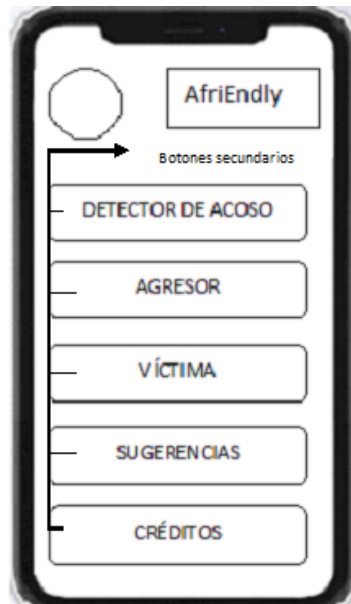 AfriEndly
Botones secundarios
DETECTOR DE ACOSO
AGRESOR
VÍCTIMA
SUGERENCIAS
CRÉDITOS